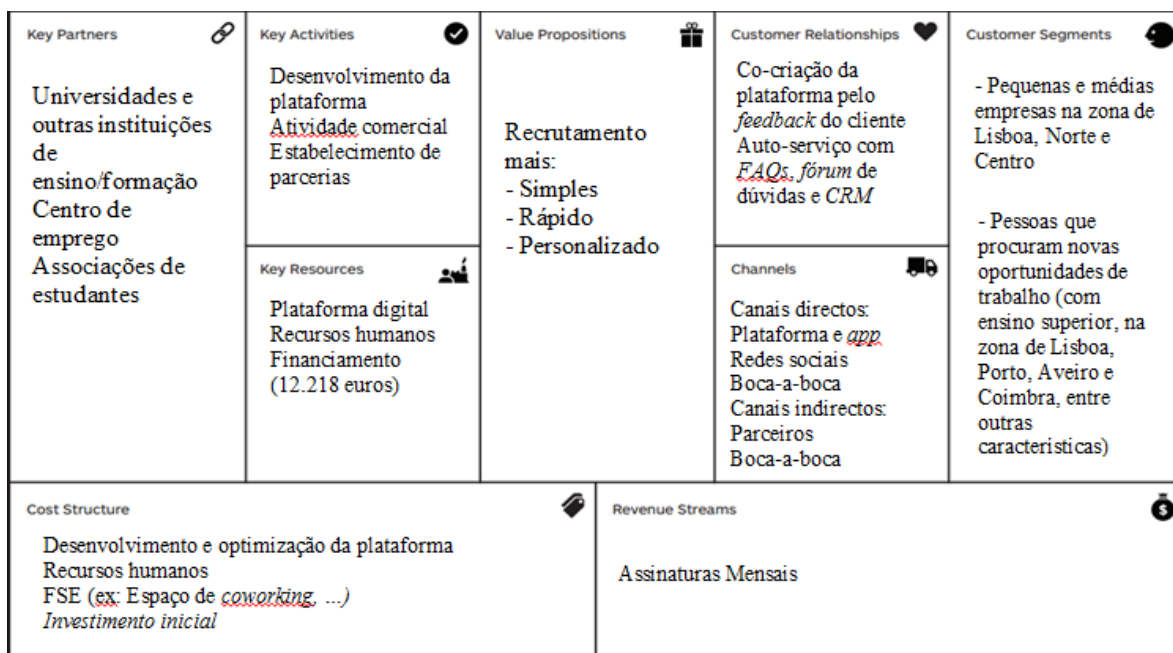 Key Partners
Universidades e
outras instituições
de
ensino/formação
Centro de
emprego
Associações de
estudantes
Key Activities
Desenvolvimento da
plataforma
Atividade comercial
Estabelecimento de
parcerias
Key Resources
Plataforma digital
Recursos humanos
Financiamento
(12.218 euros)
Value Propositions
Recrutamento
mais:
- Simples
- Rápido
- Personalizado
Customer Relationships
Co-criação da
plataforma pelo
feedback do cliente
Auto-serviço com
FAQs, fórum de
dúvidas e CRM
Channels
Canais directos:
Plataforma e app
Redes sociais
Boca-a-boca
Canais indirectos:
Parceiros
Boca-a-boca
Customer Segments
- Pequenas e médias
empresas na zona de
Lisboa, Norte e
Centro
- Pessoas que
procuram novas
oportunidades de
trabalho (com
ensino superior, na
zona de Lisboa,
Porto, Aveiro e
Coimbra, entre
outras
características)
Cost Structure
Desenvolvimento e optimização da plataforma
Recursos humanos
FSE (ex: Espaço de coworking, ...)
Investimento inicial
Revenue Streams
Assinaturas Mensais